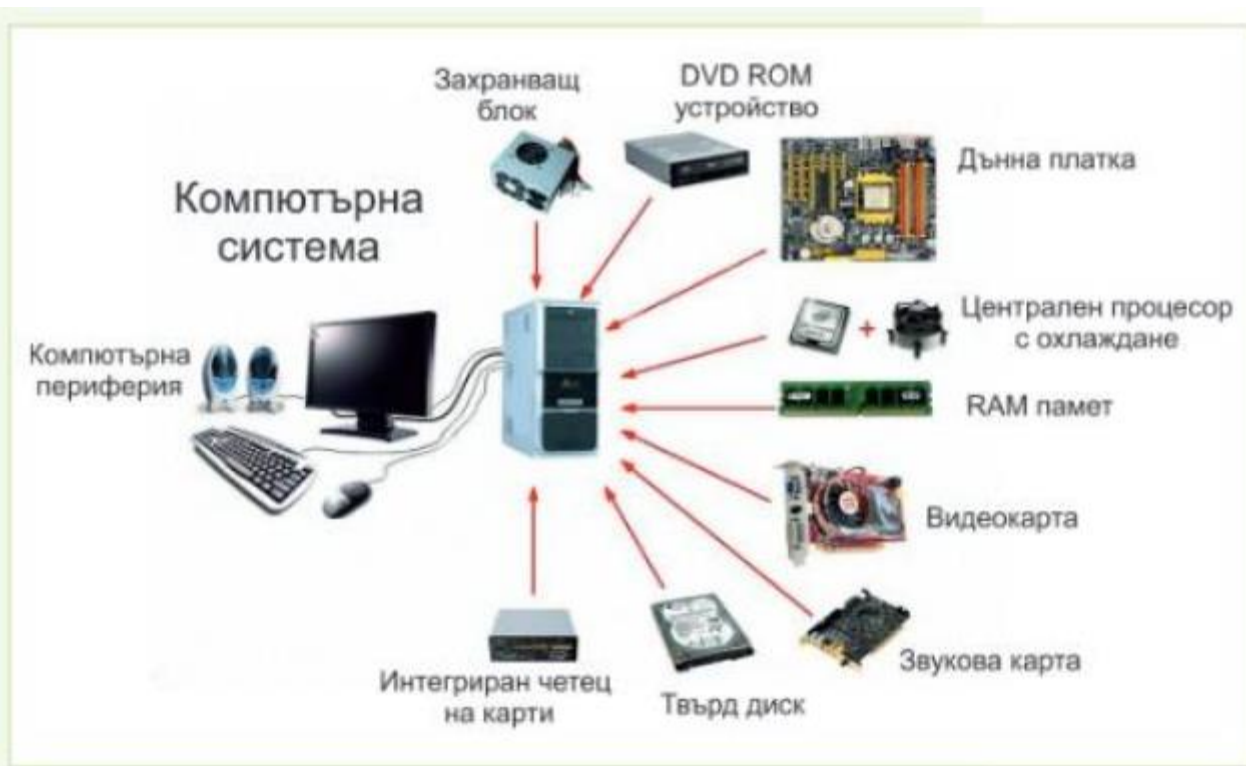 Захранващ
блок
DVD ROM
устройство
Дънна платка
Компютърна
система
Централен процесор
с охлаждане
Компютърна
периферия
RAM памет
Видеокарта
Звукова карта
Интегриран четец
на карти
Твърд диск